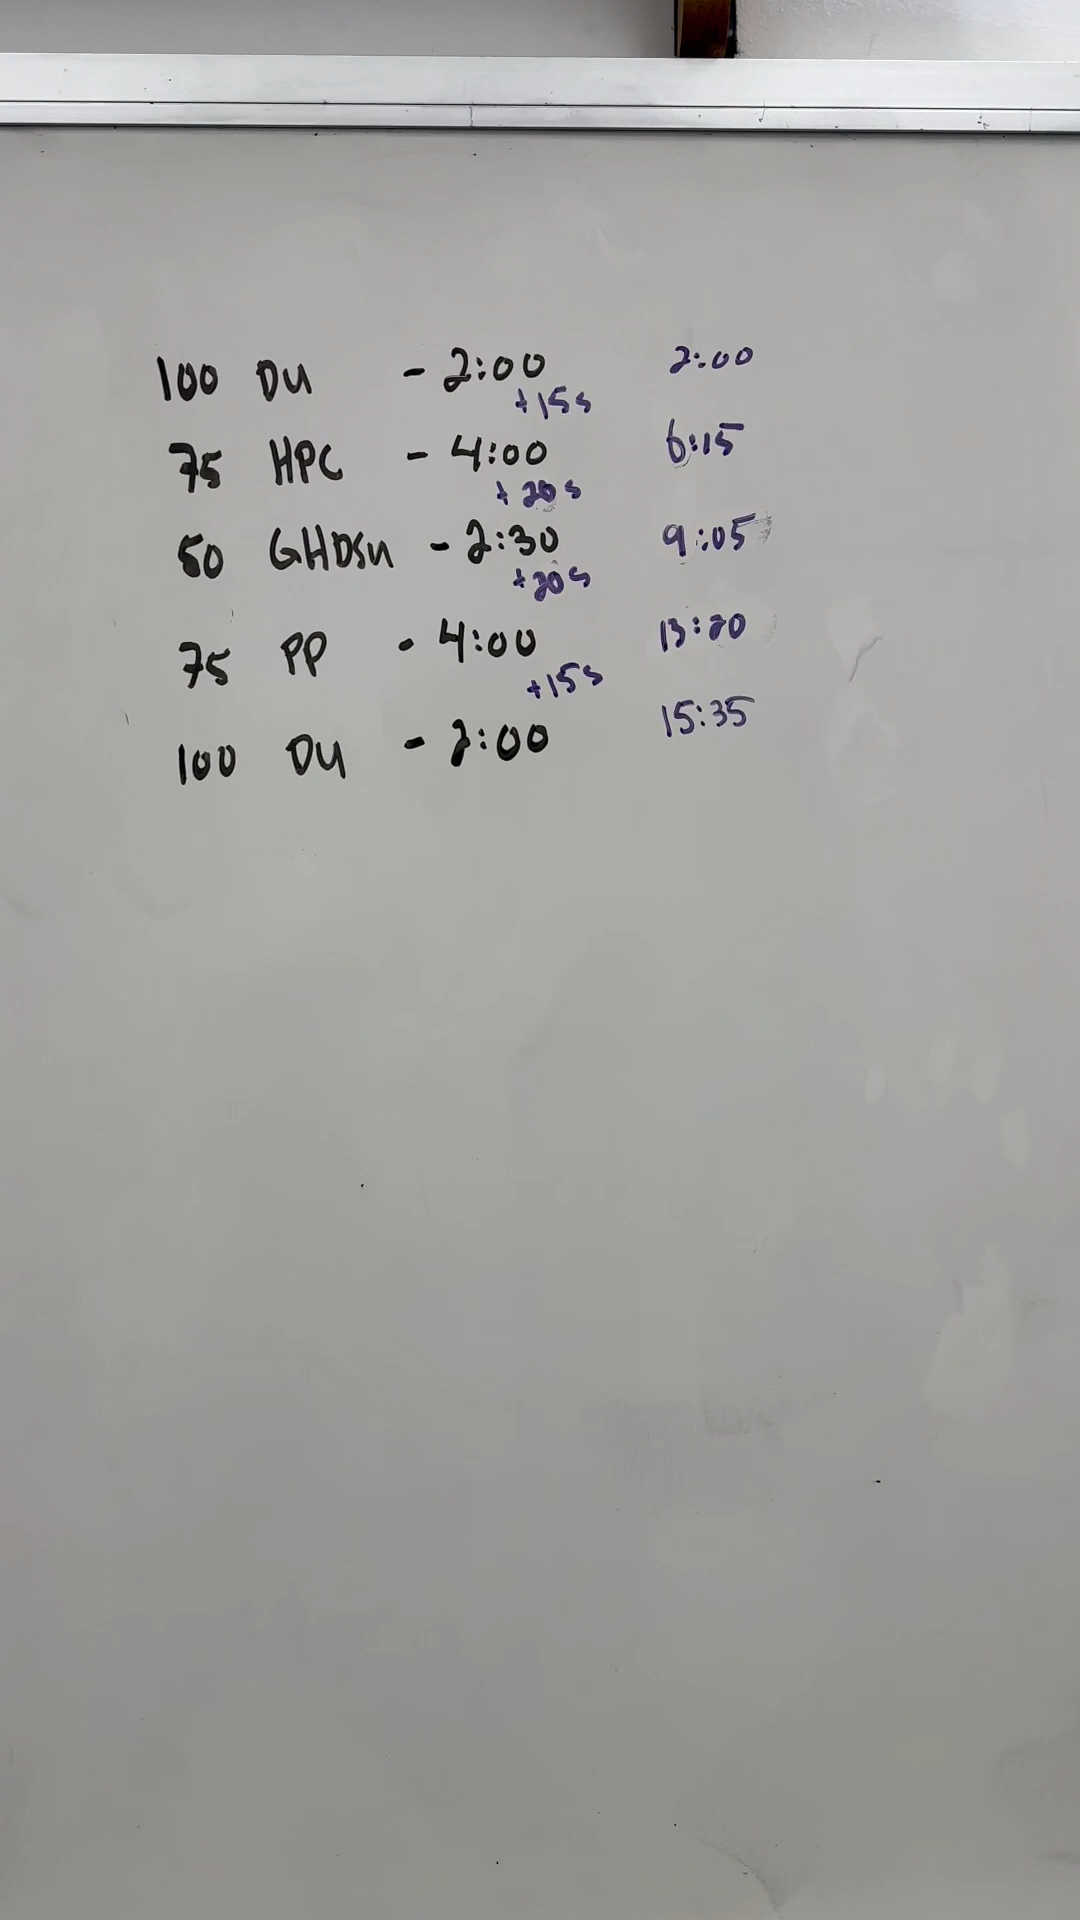 100 DU - 2:00 2:00
+15s
75 HPC - 4:00 6:15
+20s
50 GHDSU - 2:30 9:05
+20s
75 PP - 4:00 13:20
+15s
100 DU - 2:00 15:35